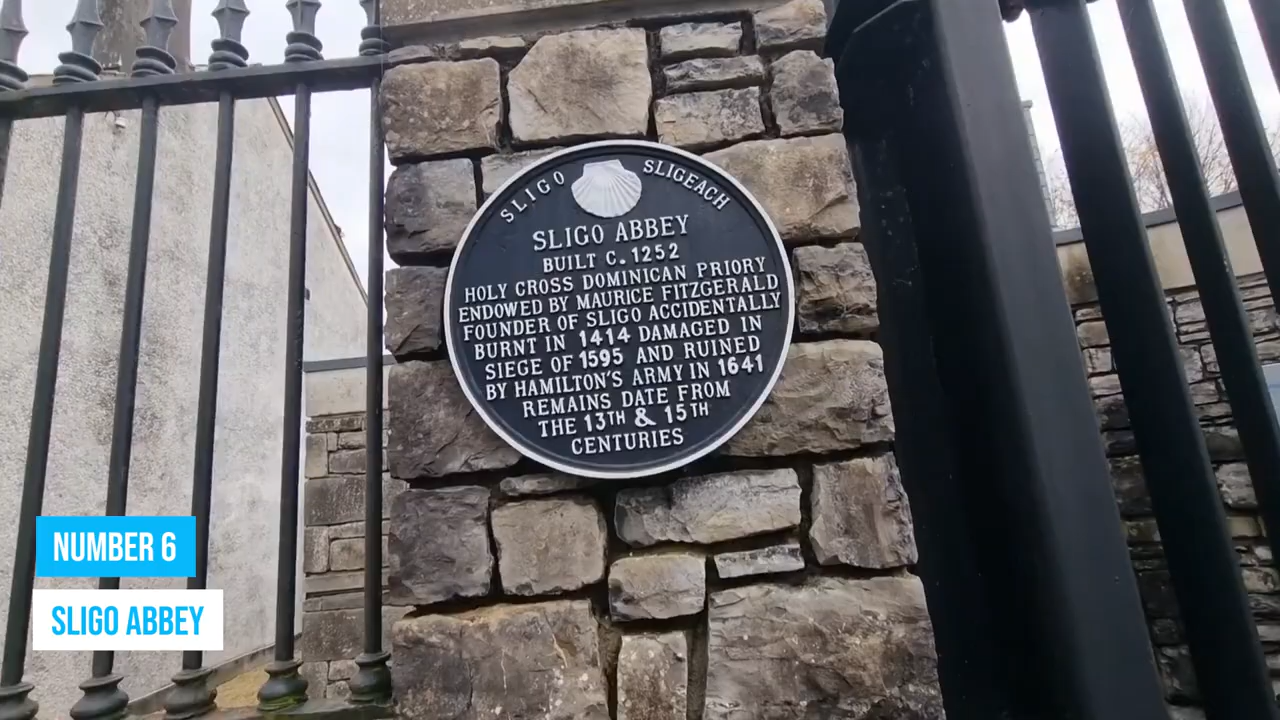 SLIGO SLIGEACH
SLIGO ABBEY
BUILT C. 1252
HOLY CROSS DOMINICAN PRIORY
ENDOWED BY MAURICE FITZGERALD
FOUNDER OF SLIGO ACCIDENTALLY
BURNT IN 1414 DAMAGED IN
SIEGE OF 1595 AND RUINED
BY HAMILTON'S ARMY IN 1641
REMAINS DATE FROM
THE 13TH & 15TH
CENTURIES
NUMBER 6
SLIGO ABBEY